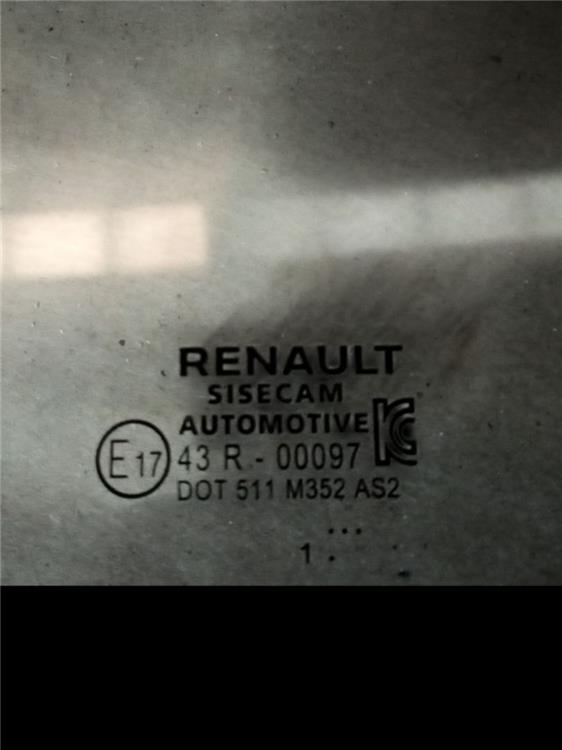 RENAULT
SISECAM
AUTOMOTIVE
E17 43 R - 00097
DOT 511 M352 AS2
...
1 .